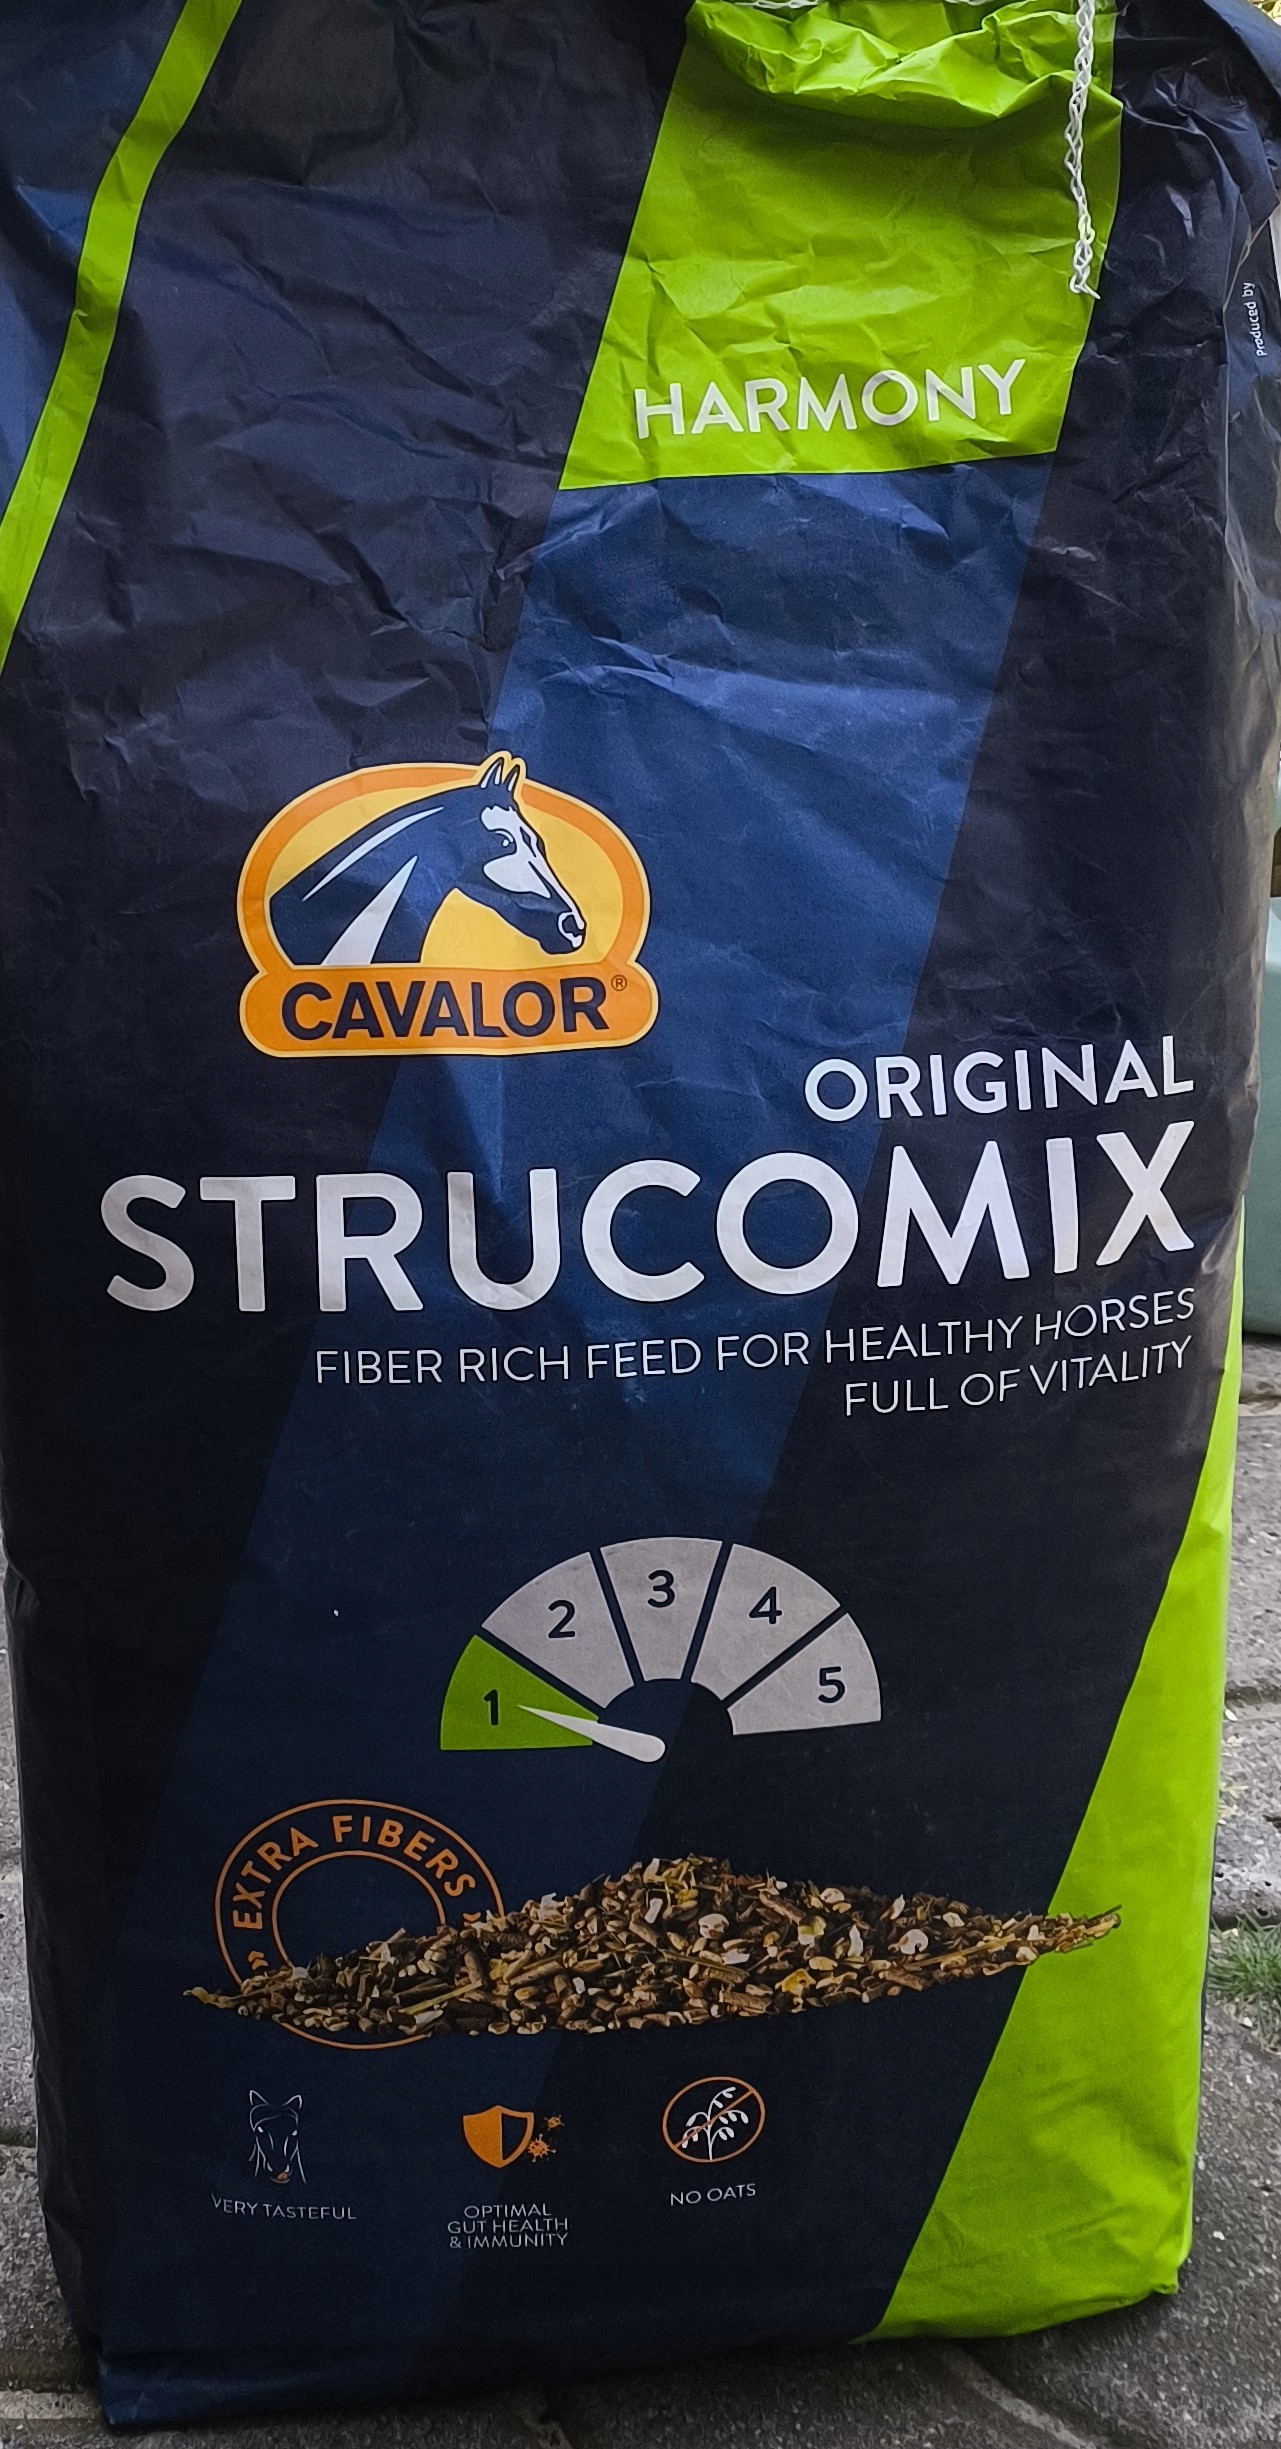 Produced by
HARMONY
CAVALOR®
ORIGINAL
STRUCOMIX
FIBER RICH FEED FOR HEALTHY HORSES
FULL OF VITALITY
1 2 3 4 5
» EXTRA FIBERS »
VERY TASTEFUL
OPTIMAL
GUT HEALTH
& IMMUNITY
NO OATS